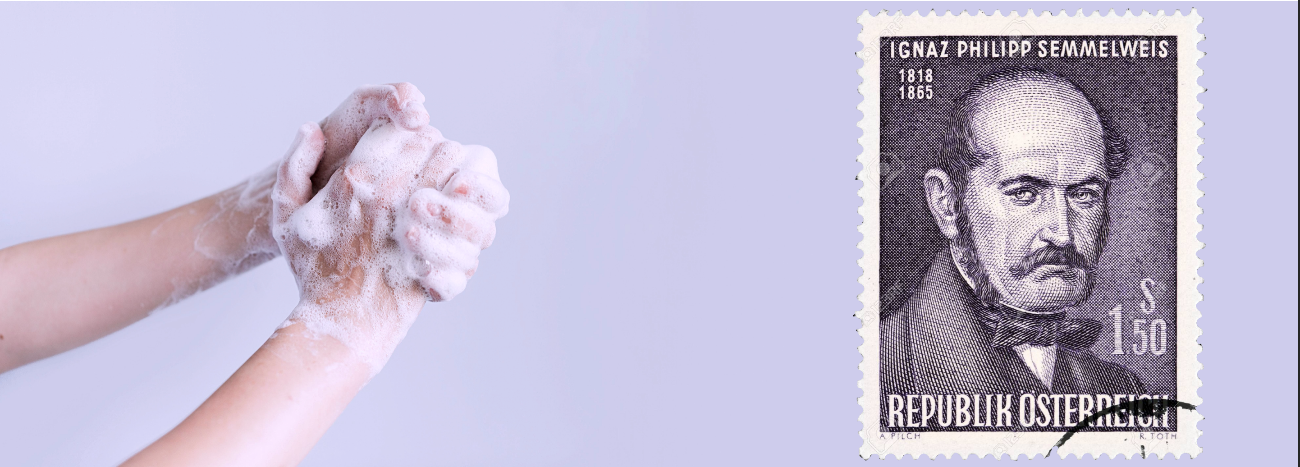 IGNAZ PHILIPP SEMMELWEIS
1818
1865
S
1.50
REPUBLIK ÖSTERREICH
A. PILCH
R. TOTH